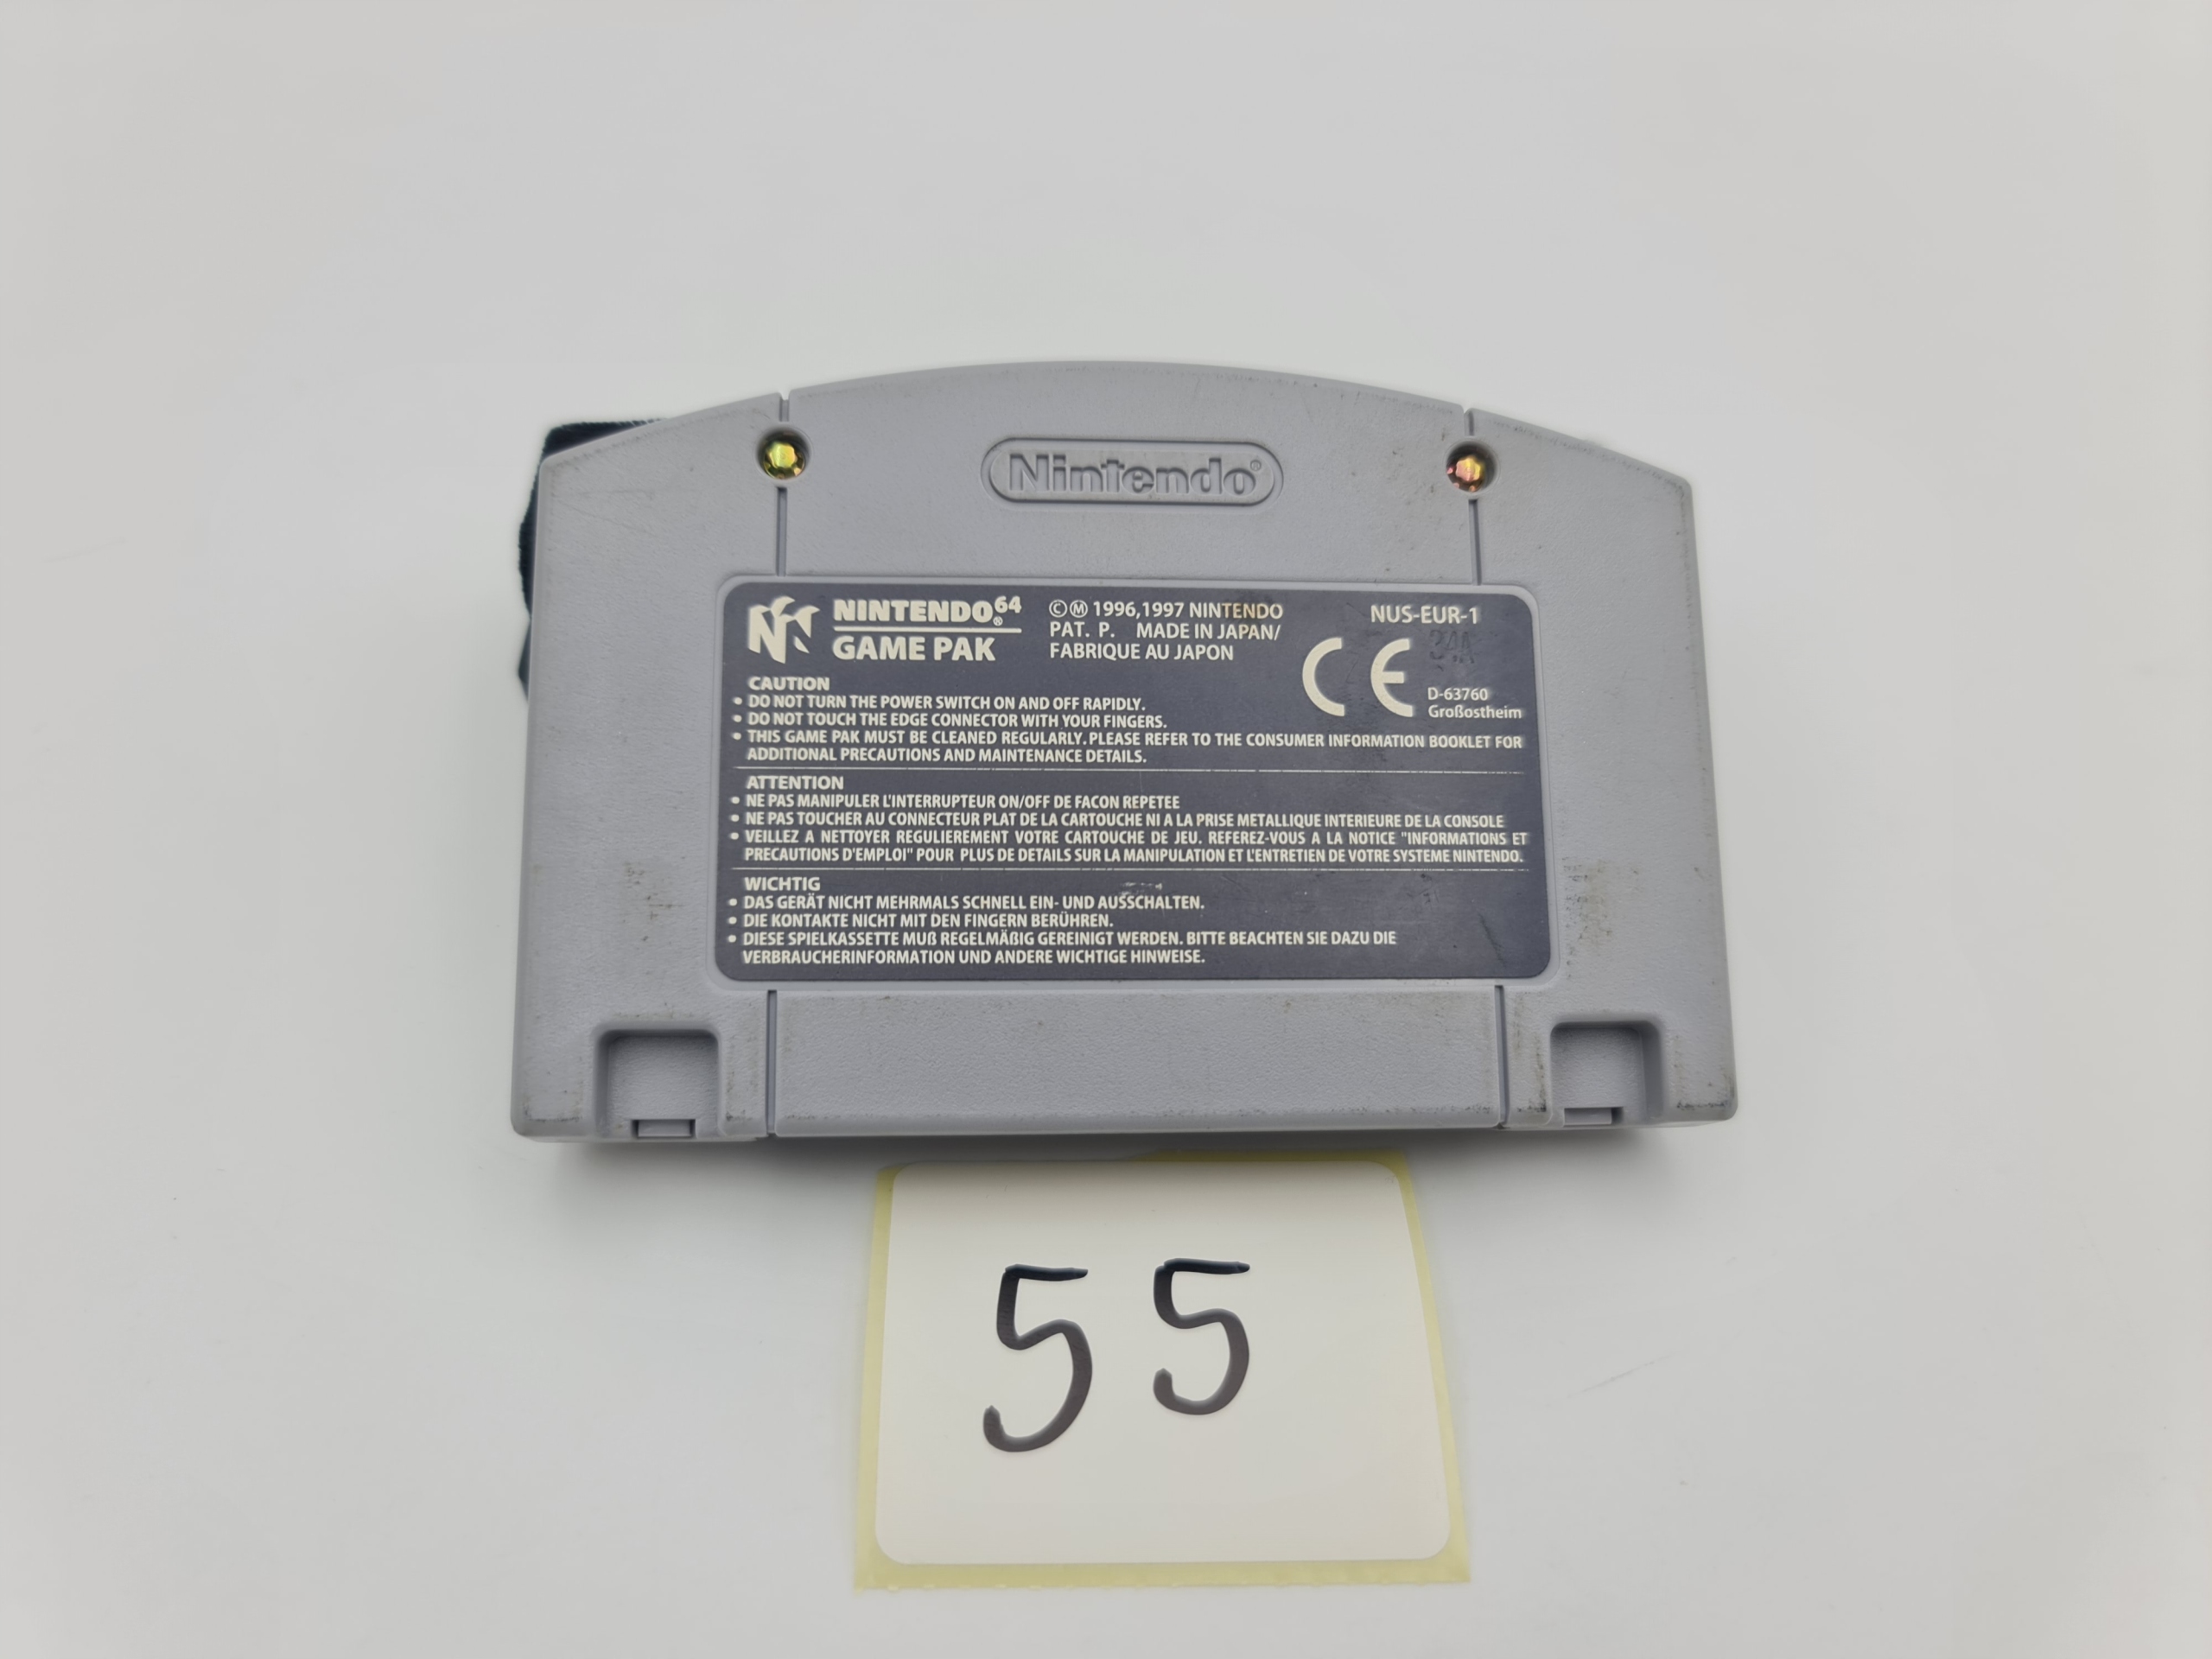 Nintendo®
NINTENDO64®
GAME PAK
ⒸⓂ 1996,1997 NINTENDO
PAT. P. MADE IN JAPAN/
FABRIQUE AU JAPON
NUS-EUR-1
34A
CE
D-63760
Großostheim
CAUTION
• DO NOT TURN THE POWER SWITCH ON AND OFF RAPIDLY.
• DO NOT TOUCH THE EDGE CONNECTOR WITH YOUR FINGERS.
• THIS GAME PAK MUST BE CLEANED REGULARLY. PLEASE REFER TO THE CONSUMER INFORMATION BOOKLET FOR
ADDITIONAL PRECAUTIONS AND MAINTENANCE DETAILS.
ATTENTION
• NE PAS MANIPULER L'INTERRUPTEUR ON/OFF DE FACON REPETEE
• NE PAS TOUCHER AU CONNECTEUR PLAT DE LA CARTOUCHE NI A LA PRISE METALLIQUE INTERIEURE DE LA CONSOLE
• VEILLEZ A NETTOYER REGULIEREMENT VOTRE CARTOUCHE DE JEU. REFEREZ-VOUS A LA NOTICE "INFORMATIONS ET
PRECAUTIONS D'EMPLOI" POUR PLUS DE DETAILS SUR LA MANIPULATION ET L'ENTRETIEN DE VOTRE SYSTEME NINTENDO.
WICHTIG
• DAS GERÄT NICHT MEHRMALS SCHNELL EIN- UND AUSSCHALTEN.
• DIE KONTAKTE NICHT MIT DEN FINGERN BERÜHREN.
• DIESE SPIELKASSETTE MUß REGELMÄßIG GEREINIGT WERDEN. BITTE BEACHTEN SIE DAZU DIE
VERBRAUCHERINFORMATION UND ANDERE WICHTIGE HINWEISE.
55